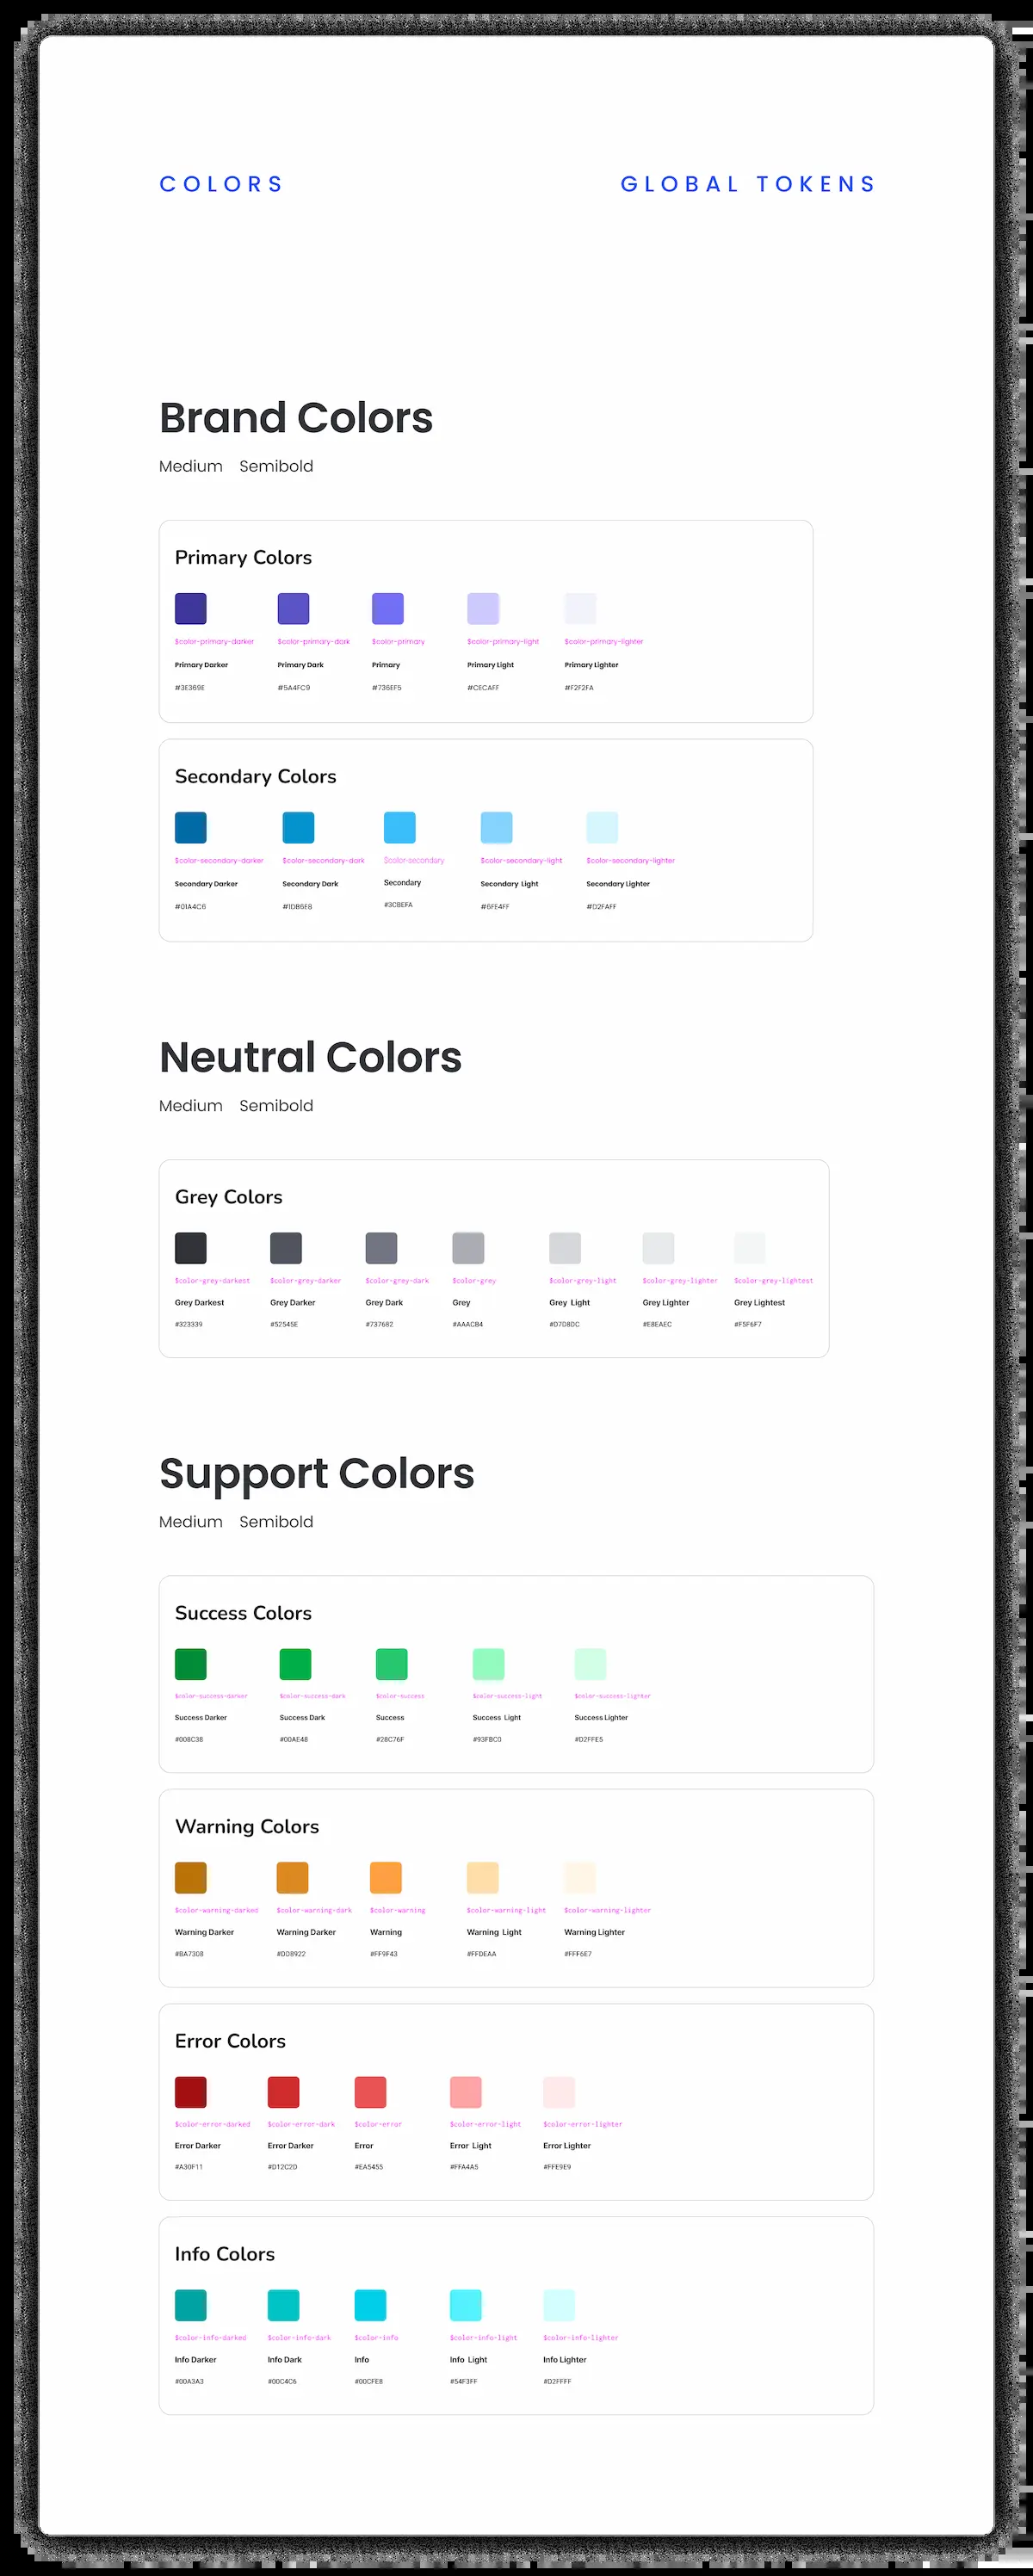 COLORS
GLOBAL TOKENS
Brand Colors
Medium Semibold
Primary Colors
$color-primary-darker $color-primary-dark $color-primary $color-primary-light $color-primary-lighter
Primary Darker Primary Dark Primary Primary Light Primary Lighter
#3E369E #5A4FC9 #736EF5 #CECAFF #F2F2FA
Secondary Colors
$color-secondary-darker $color-secondary-dark $color-secondary $color-secondary-light $color-secondary-lighter
Secondary Darker Secondary Dark Secondary Secondary Light Secondary Lighter
#01A4C6 #1DB6E8 #3CBEFA #6FE4FF #D2FAFF
Neutral Colors
Medium Semibold
Grey Colors
$color-grey-darkest $color-grey-darker $color-grey-dark $color-grey $color-grey-light $color-grey-lighter $color-grey-lightest
Grey Darkest Grey Darker Grey Dark Grey Grey Light Grey Lighter Grey Lightest
#323339 #52545E #737682 #AAACB4 #D7D8DC #E8EAEC #F5F6F7
Support Colors
Medium Semibold
Success Colors
$color-success-darker $color-success-dark $color-success $color-success-light $color-success-lighter
Success Darker Success Dark Success Success Light Success Lighter
#008C38 #00AE48 #28C76F #93FBC0 #D2FFE5
Warning Colors
$color-warning-darked $color-warning-dark $color-warning $color-warning-light $color-warning-lighter
Warning Darker Warning Darker Warning Warning Light Warning Lighter
#BA7308 #DD8922 #FF9F43 #FFDEAA #FFF6E7
Error Colors
$color-error-darked $color-error-dark $color-error $color-error-light $color-error-lighter
Error Darker Error Darker Error Error Light Error Lighter
#A30F11 #D12C2D #EA5455 #FFA4A5 #FFE9E9
Info Colors
$color-info-darked $color-info-dark $color-info $color-info-light $color-info-lighter
Info Darker Info Dark Info Info Light Info Lighter
#00A3A3 #00C4C6 #00CFE8 #54F3FF #D2FFFF